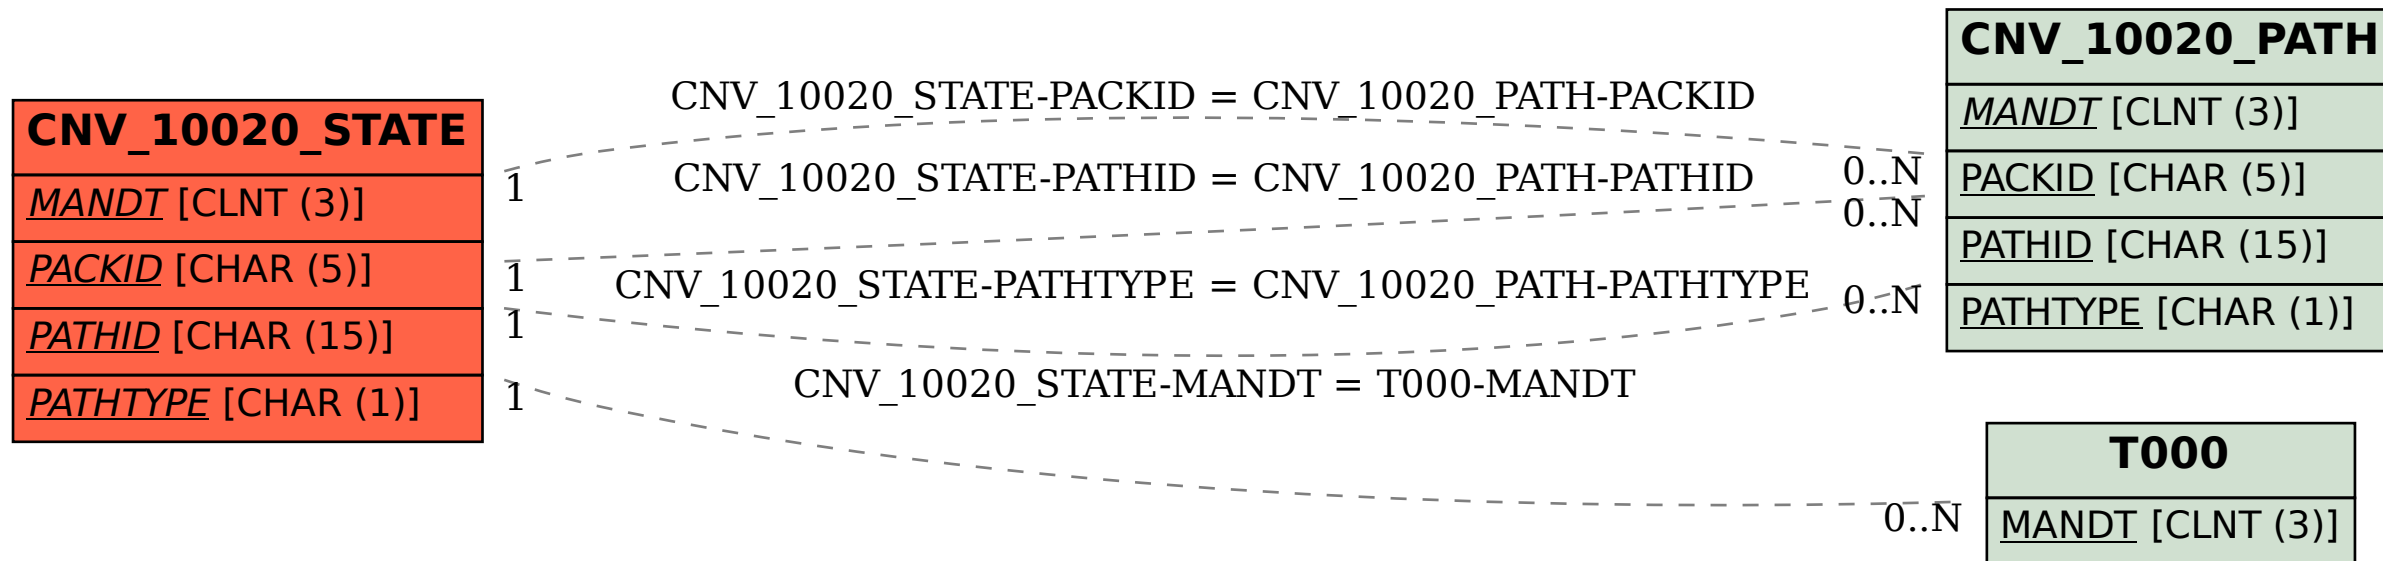 CNV_10020_STATE
MANDT [CLNT (3)]
PACKID [CHAR (5)]
PATHID [CHAR (15)]
PATHTYPE [CHAR (1)]
CNV_10020_STATE-PACKID = CNV_10020_PATH-PACKID
1
0..N
CNV_10020_STATE-PATHID = CNV_10020_PATH-PATHID
1
0..N
CNV_10020_STATE-PATHTYPE = CNV_10020_PATH-PATHTYPE
1
0..N
CNV_10020_STATE-MANDT = T000-MANDT
1
0..N
CNV_10020_PATH
MANDT [CLNT (3)]
PACKID [CHAR (5)]
PATHID [CHAR (15)]
PATHTYPE [CHAR (1)]
T000
MANDT [CLNT (3)]